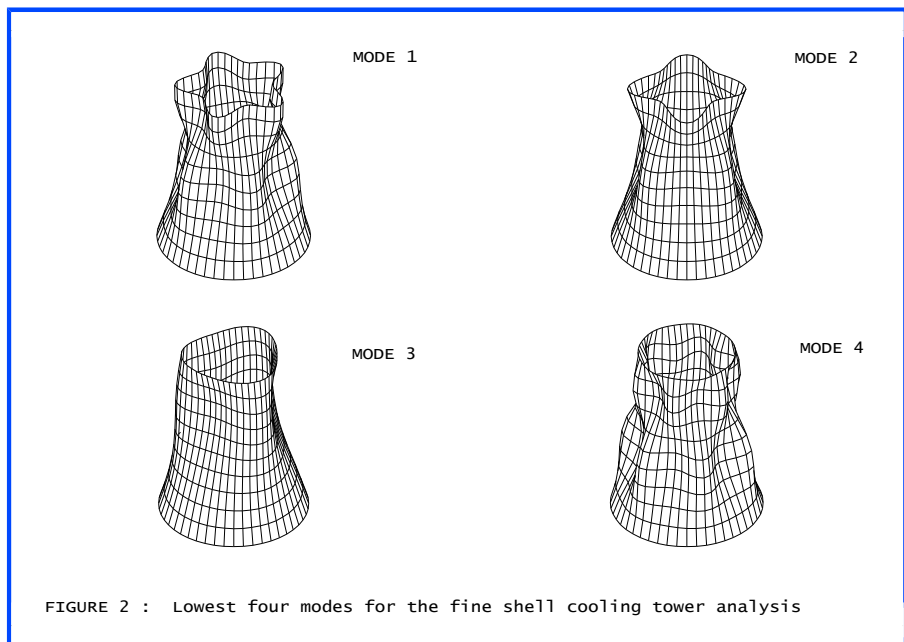 MODE 1
MODE 2
MODE 3
MODE 4
FIGURE 2 : Lowest four modes for the fine shell cooling tower analysis